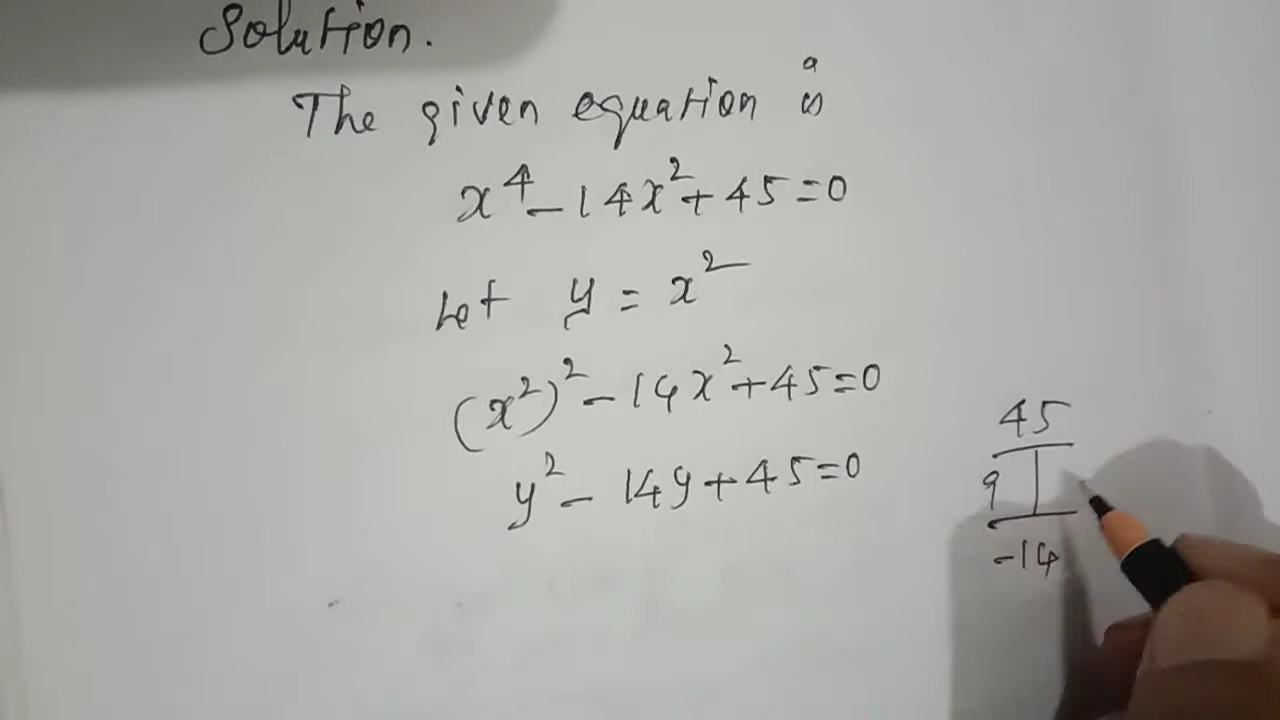 Solution.
The given equation is
x⁴ - 14x² + 45 = 0
Let y = x²
(x²)² - 14x² + 45 = 0
y² - 14y + 45 = 0
45
9
-14